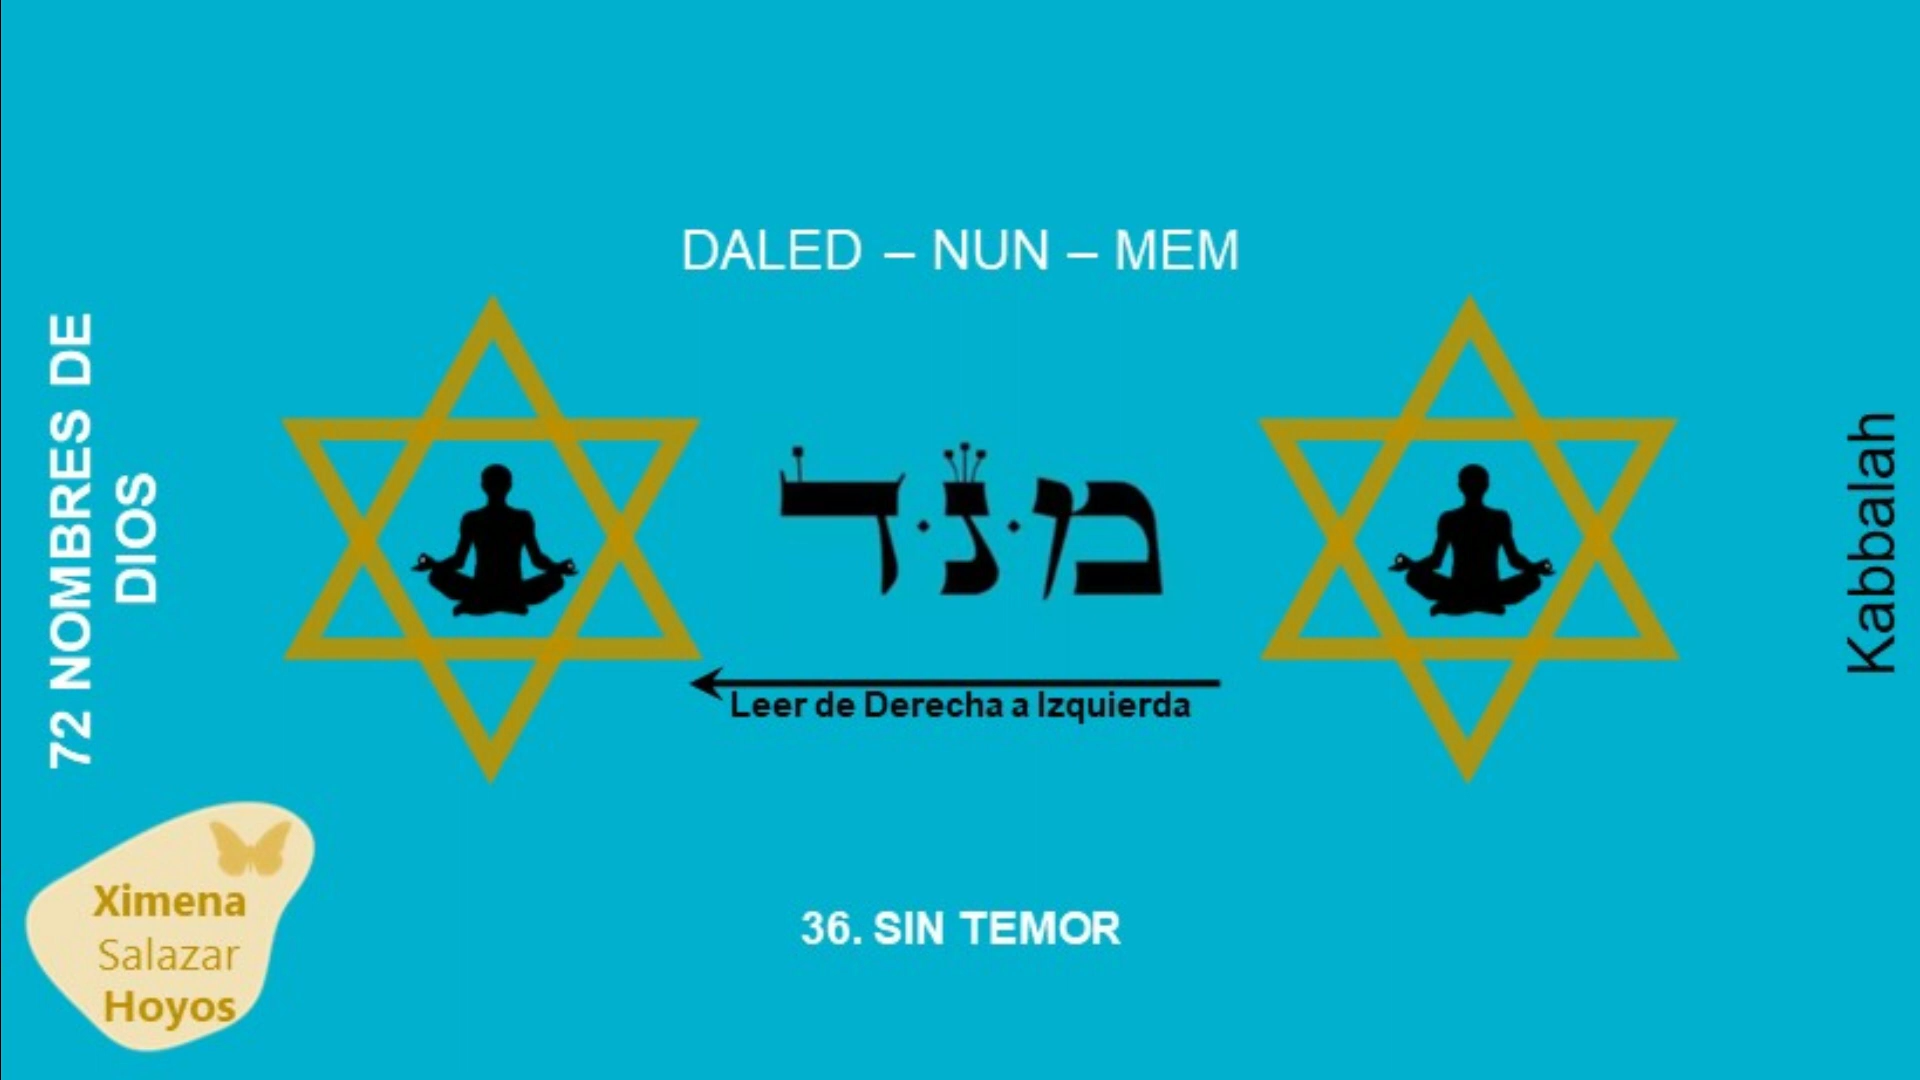 DALED – NUN – MEM
72 NOMBRES DE
DIOS
מ·נ·ד
Kabbalah
Leer de Derecha a Izquierda
36. SIN TEMOR
Ximena
Salazar
Hoyos